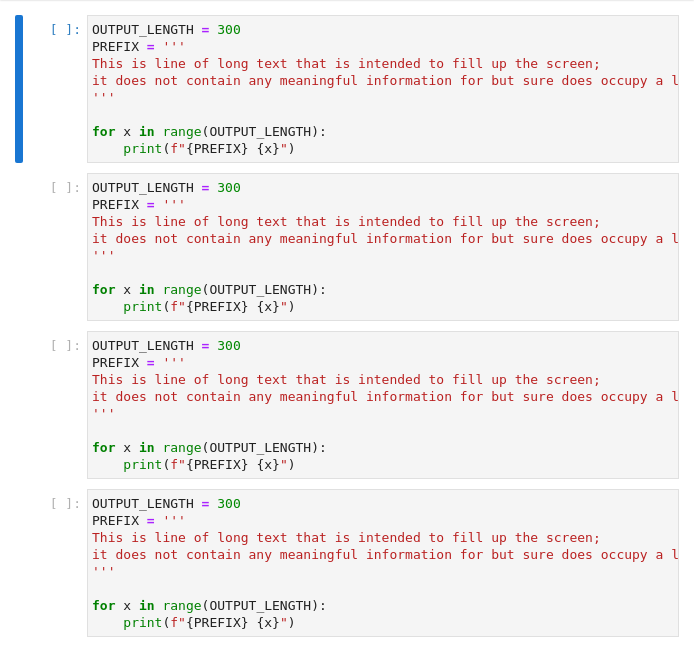 [ ]: OUTPUT_LENGTH = 300
PREFIX = '''
This is line of long text that is intended to fill up the screen;
it does not contain any meaningful information for but sure does occupy a l
'''
for x in range(OUTPUT_LENGTH):
    print(f"{PREFIX} {x}")
[ ]: OUTPUT_LENGTH = 300
PREFIX = '''
This is line of long text that is intended to fill up the screen;
it does not contain any meaningful information for but sure does occupy a l
'''
for x in range(OUTPUT_LENGTH):
    print(f"{PREFIX} {x}")
[ ]: OUTPUT_LENGTH = 300
PREFIX = '''
This is line of long text that is intended to fill up the screen;
it does not contain any meaningful information for but sure does occupy a l
'''
for x in range(OUTPUT_LENGTH):
    print(f"{PREFIX} {x}")
[ ]: OUTPUT_LENGTH = 300
PREFIX = '''
This is line of long text that is intended to fill up the screen;
it does not contain any meaningful information for but sure does occupy a l
'''
for x in range(OUTPUT_LENGTH):
    print(f"{PREFIX} {x}")